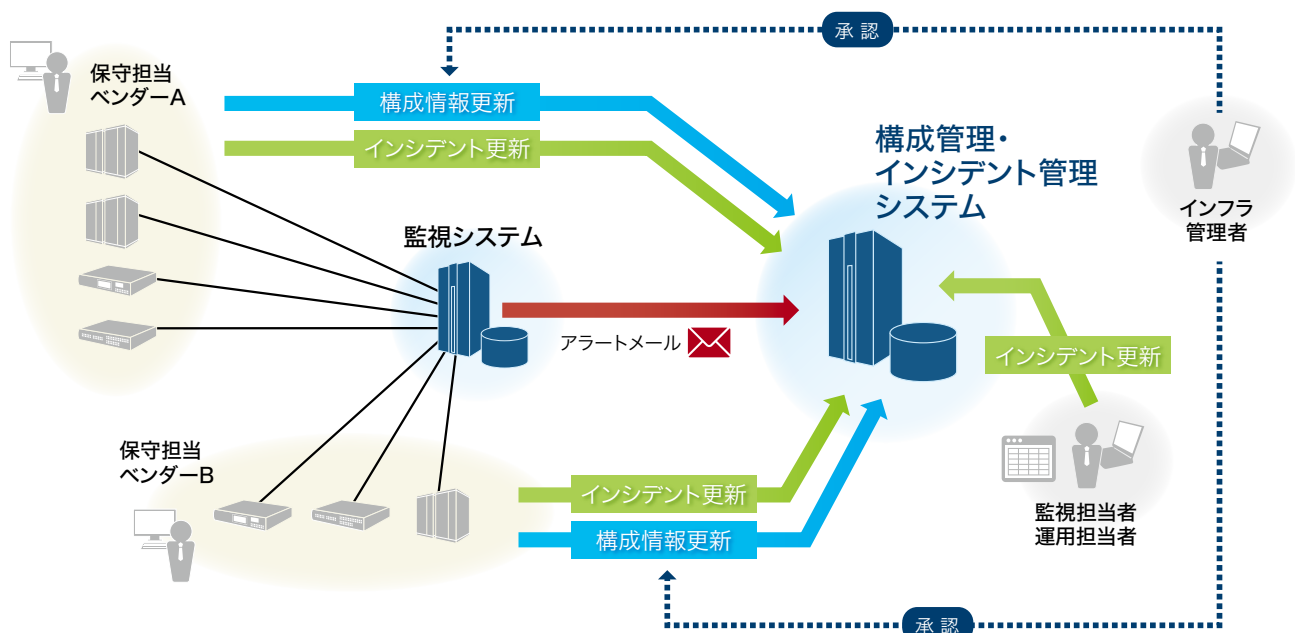 承認
保守担当
ベンダーA
構成情報更新
インシデント更新
構成管理・
インシデント管理
システム
インフラ
管理者
監視システム
アラートメール
インシデント更新
保守担当
ベンダーB
インシデント更新
構成情報更新
監視担当者
運用担当者
承認